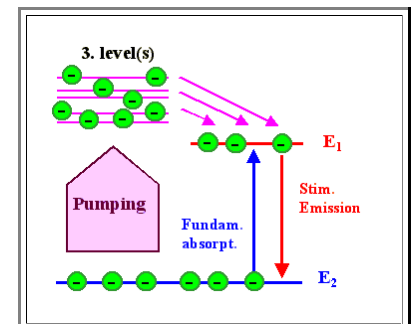 3. level(s)
E1
Stim.
Emission
Pumping
Fundam.
absorpt.
E2